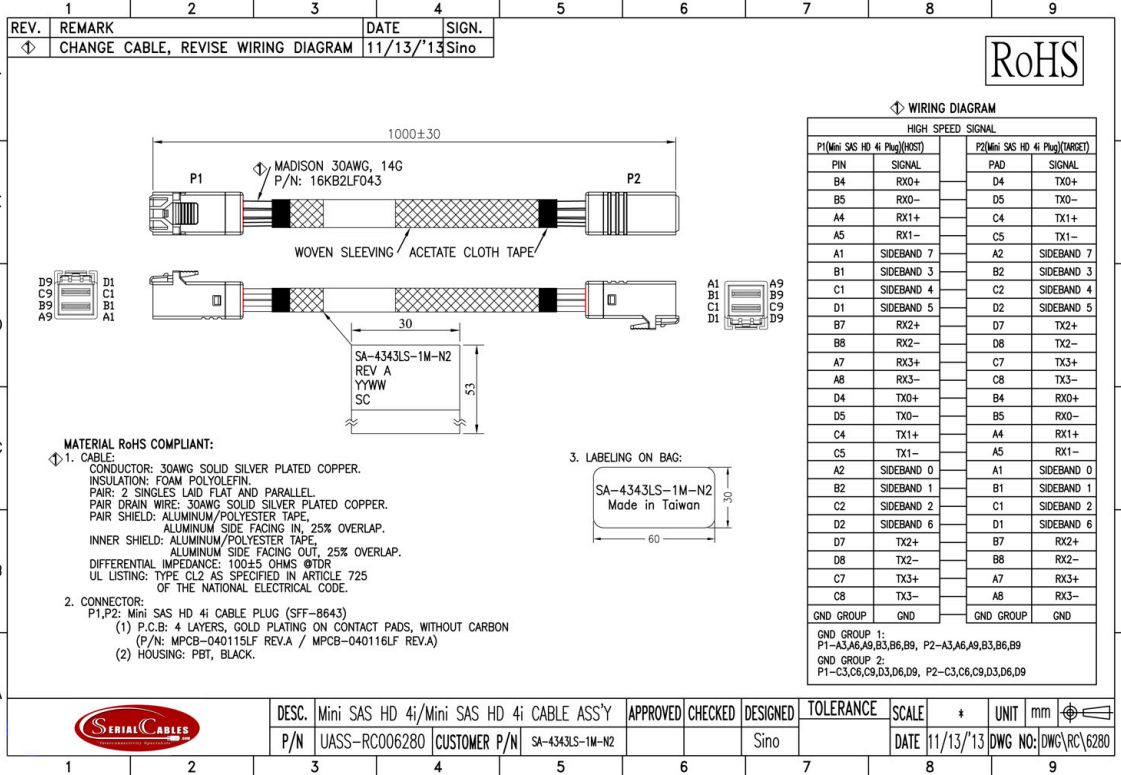 1 2 3 4 5 6 7 8 9
REV. REMARK DATE SIGN.
1 CHANGE CABLE, REVISE WIRING DIAGRAM 11/13/'13 Sino
RoHS
1000±30
1 MADISON 30AWG, 14G
P/N: 16KB2LF043
P1
P2
WOVEN SLEEVING ACETATE CLOTH TAPE
D9 D1
C9 C1
B9 B1
A9 A1
A1 A9
B1 B9
C1 C9
D1 D9
30
SA-4343LS-1M-N2
REV A
YYWW
SC
53
MATERIAL RoHS COMPLIANT:
1 1. CABLE:
CONDUCTOR: 30AWG SOLID SILVER PLATED COPPER.
INSULATION: FOAM POLYOLEFIN.
PAIR: 2 SINGLES LAID FLAT AND PARALLEL.
PAIR DRAIN WIRE: 30AWG SOLID SILVER PLATED COPPER.
PAIR SHIELD: ALUMINUM/POLYESTER TAPE,
ALUMINUM SIDE FACING IN, 25% OVERLAP.
INNER SHIELD: ALUMINUM/POLYESTER TAPE,
ALUMINUM SIDE FACING OUT, 25% OVERLAP.
DIFFERENTIAL IMPEDANCE: 100±5 OHMS @TDR
UL LISTING: TYPE CL2 AS SPECIFIED IN ARTICLE 725
OF THE NATIONAL ELECTRICAL CODE.
2. CONNECTOR:
P1,P2: Mini SAS HD 4i CABLE PLUG (SFF-8643)
(1) P.C.B: 4 LAYERS, GOLD PLATING ON CONTACT PADS, WITHOUT CARBON
(P/N: MPCB-040115LF REV.A / MPCB-040116LF REV.A)
(2) HOUSING: PBT, BLACK.
3. LABELING ON BAG:
SA-4343LS-1M-N2
Made in Taiwan
30
60
1 WIRING DIAGRAM
HIGH SPEED SIGNAL
P1(Mini SAS HD 4i Plug)(HOST) P2(Mini SAS HD 4i Plug)(TARGET)
PIN SIGNAL PAD SIGNAL
B4 RX0+ D4 TX0+
B5 RX0- D5 TX0-
A4 RX1+ C4 TX1+
A5 RX1- C5 TX1-
A1 SIDEBAND 7 A2 SIDEBAND 7
B1 SIDEBAND 3 B2 SIDEBAND 3
C1 SIDEBAND 4 C2 SIDEBAND 4
D1 SIDEBAND 5 D2 SIDEBAND 5
B7 RX2+ D7 TX2+
B8 RX2- D8 TX2-
A7 RX3+ C7 TX3+
A8 RX3- C8 TX3-
D4 TX0+ B4 RX0+
D5 TX0- B5 RX0-
C4 TX1+ A4 RX1+
C5 TX1- A5 RX1-
A2 SIDEBAND 0 A1 SIDEBAND 0
B2 SIDEBAND 1 B1 SIDEBAND 1
C2 SIDEBAND 2 C1 SIDEBAND 2
D2 SIDEBAND 6 D1 SIDEBAND 6
D7 TX2+ B7 RX2+
D8 TX2- B8 RX2-
C7 TX3+ A7 RX3+
C8 TX3- A8 RX3-
GND GROUP GND GND GROUP GND
GND GROUP 1:
P1-A3,A6,A9,B3,B6,B9, P2-A3,A6,A9,B3,B6,B9
GND GROUP 2:
P1-C3,C6,C9,D3,D6,D9, P2-C3,C6,C9,D3,D6,D9
SERIALCABLES
Interconnectivity Specialists
.com
DESC. Mini SAS HD 4i/Mini SAS HD 4i CABLE ASS'Y APPROVED CHECKED DESIGNED TOLERANCE SCALE * UNIT mm
P/N UASS-RC006280 CUSTOMER P/N SA-4343LS-1M-N2 Sino DATE 11/13/'13 DWG NO: DWG\RC\6280
1 2 3 4 5 6 7 8 9